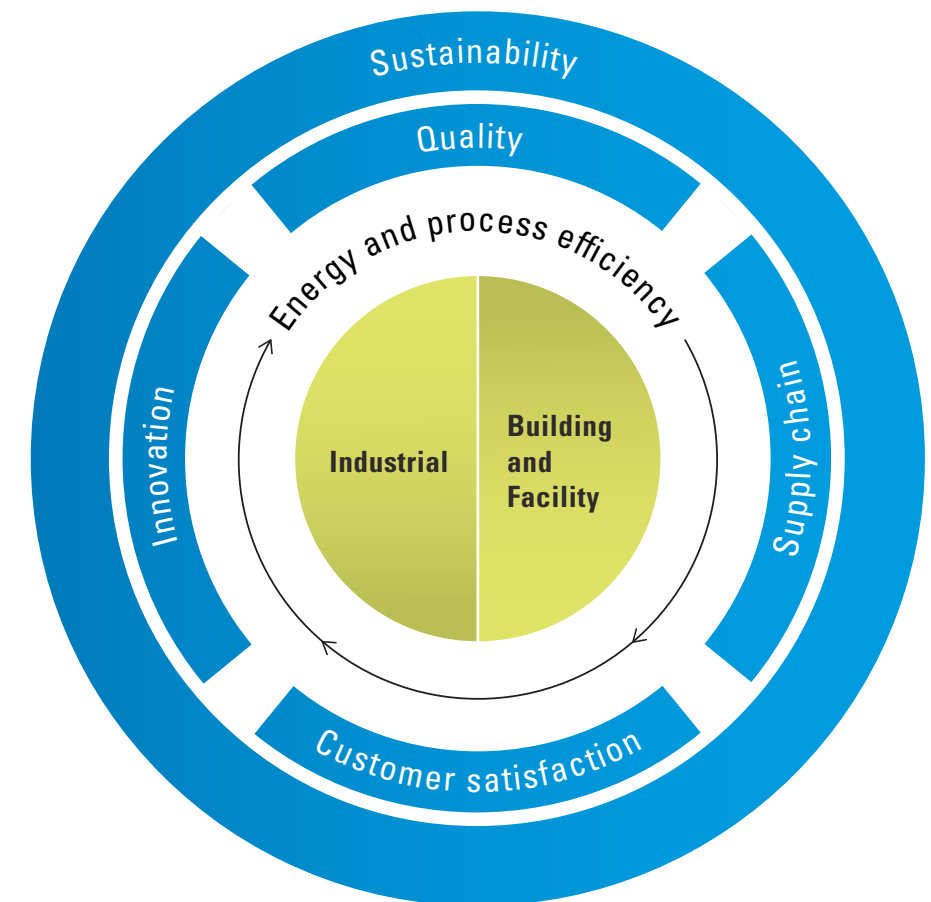 Sustainability
Quality
Energy and process efficiency
Innovation
Industrial
Building
and
Facility
Supply chain
Customer satisfaction